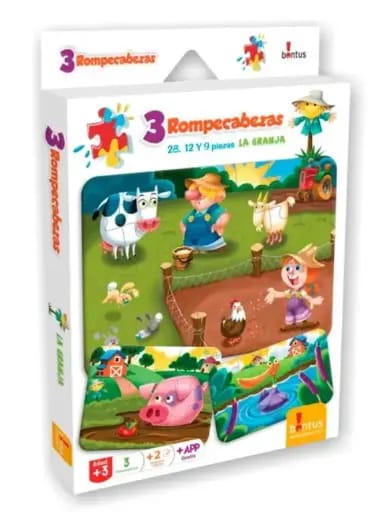 3 Rompecabezas
bontus
3 Rompecabezas
28, 12 Y 9 piezas LA GRANJA
3 Rompecabezas
LA GRANJA
Edad
+3
3
+2
+APP
Gratis
bontus